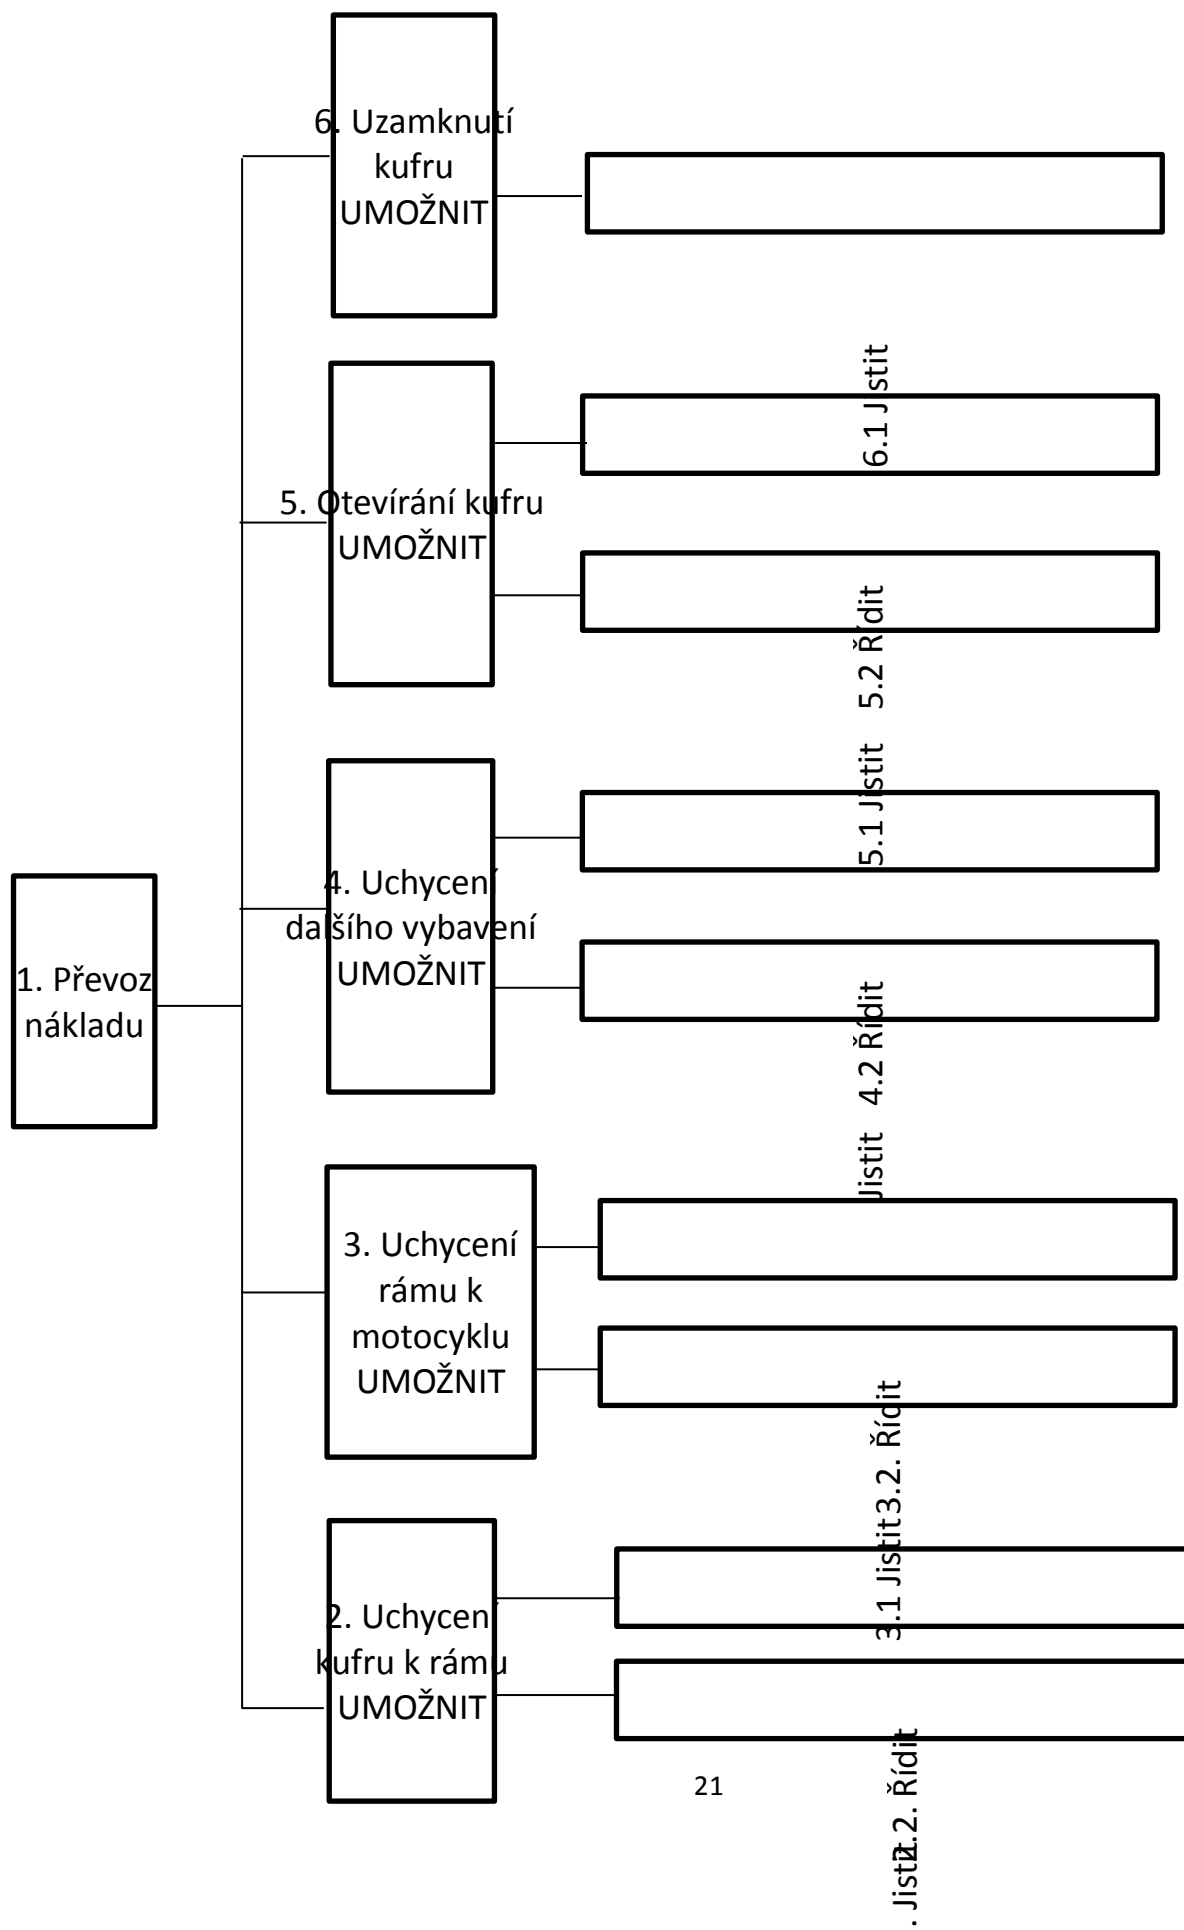 6. Uzamknutí
kufru
UMOŽNIT
6.1 Jistit
5. Otevírání kufru
UMOŽNIT
5.2 Řídit
5.1 Jistit
4. Uchycení
dalšího vybavení
UMOŽNIT
4.2 Řídit
Jistit
1. Převoz
nákladu
3. Uchycení
rámu k
motocyklu
UMOŽNIT
3.2. Řídit
3.1 Jistit
2. Uchycení
kufru k rámu
UMOŽNIT
2.2. Řídit
. Jistit
21